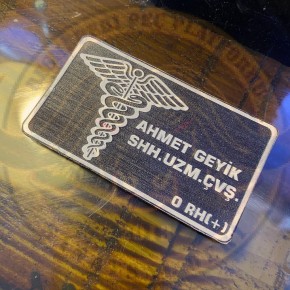 AHMET GEYİK
SHH.UZM.ÇVŞ.
0 RH(+)